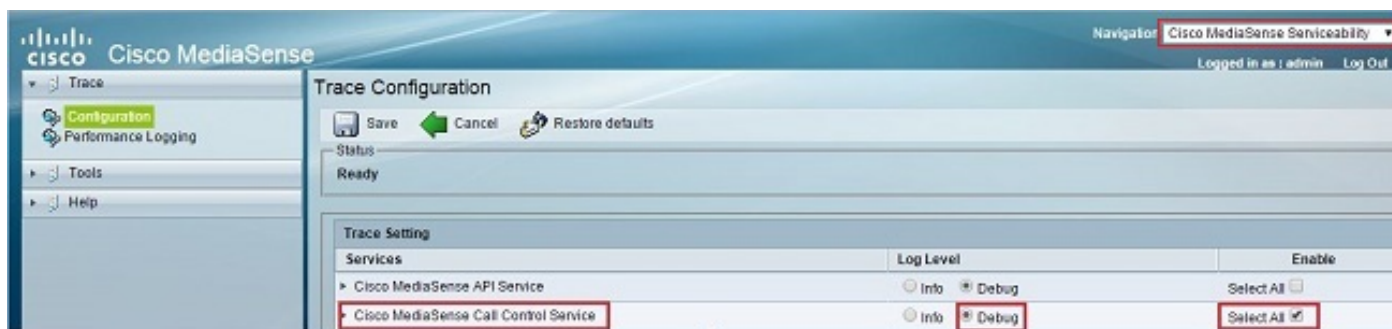 Navigation Cisco MediaSense Serviceability
CISCO Cisco MediaSense
Logged in as : admin Log Out
Trace
Configuration
Performance Logging
Tools
Help
Trace Configuration
Save Cancel Restore defaults
Status
Ready
Trace Setting
Services Log Level Enable
Cisco MediaSense API Service Info Debug Select All
Cisco MediaSense Call Control Service Info Debug Select All